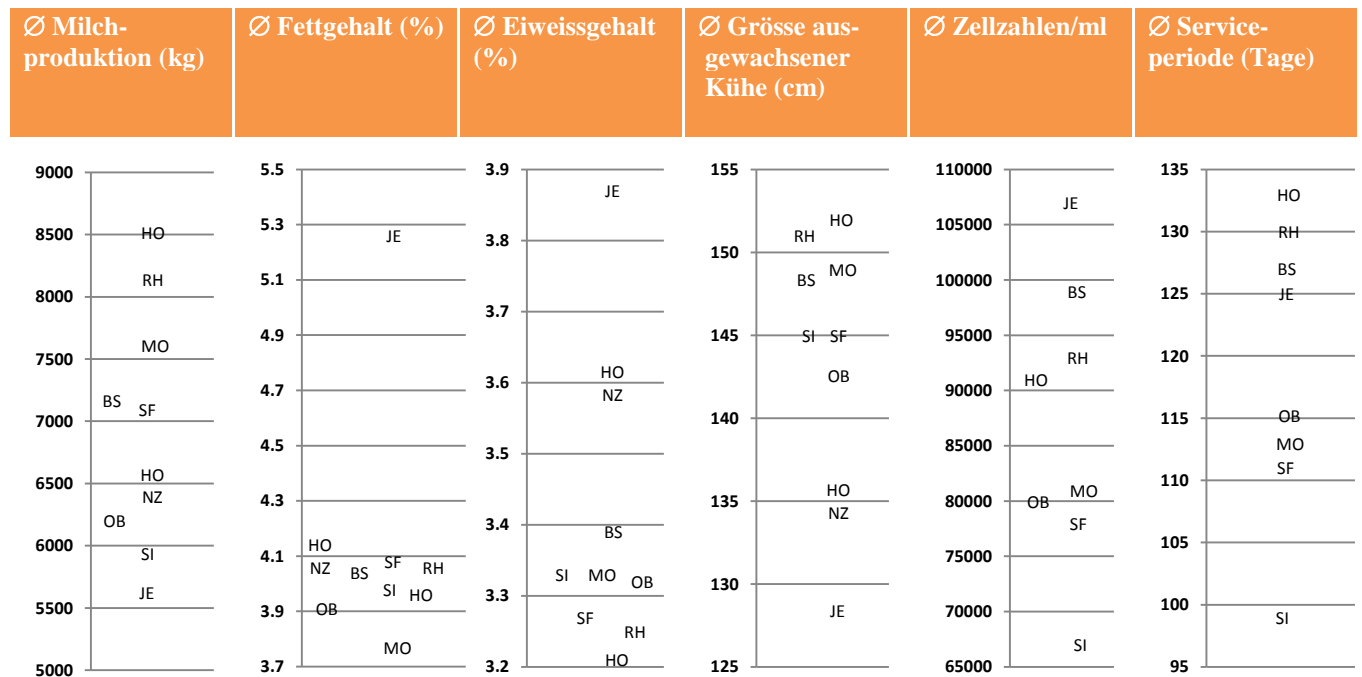 ∅ Milch-
produktion (kg)
∅ Fettgehalt (%)
∅ Eiweissgehalt
(%)
∅ Grösse aus-
gewachsener
Kühe (cm)
∅ Zellzahlen/ml
∅ Service-
periode (Tage)
9000
8500
8000
7500
7000
6500
6000
5500
5000
HO
RH
MO
BS
SF
HO
NZ
OB
SI
JE
5.5
5.3
5.1
4.9
4.7
4.5
4.3
4.1
3.9
3.7
JE
HO
NZ
BS
SF
RH
SI
HO
OB
MO
3.9
3.8
3.7
3.6
3.5
3.4
3.3
3.2
JE
HO
NZ
BS
SI
MO
OB
SF
RH
HO
155
150
145
140
135
130
125
HO
RH
MO
BS
SI
SF
OB
HO
NZ
JE
110000
105000
100000
95000
90000
85000
80000
75000
70000
65000
JE
BS
RH
HO
MO
OB
SF
SI
135
130
125
120
115
110
105
100
95
HO
RH
BS
JE
OB
MO
SF
SI